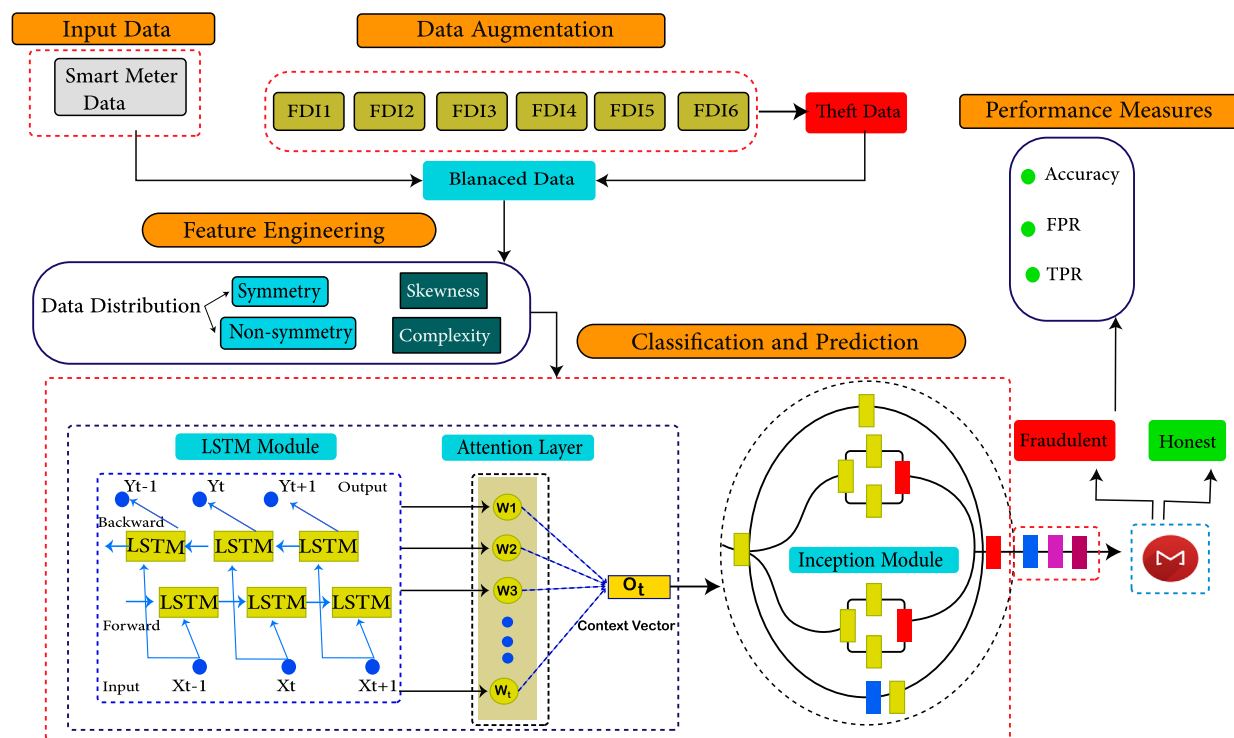 Input Data
Data Augmentation
Smart Meter
Data
FDI1
FDI2
FDI3
FDI4
FDI5
FDI6
Theft Data
Performance Measures
Accuracy
FPR
TPR
Blanaced Data
Feature Engineering
Data Distribution
Symmetry
Non-symmetry
Skewness
Complexity
Classification and Prediction
LSTM Module
Attention Layer
Yt-1
Yt
Yt+1
Output
Backward
LSTM
LSTM
LSTM
LSTM
LSTM
LSTM
Forward
Input
Xt-1
Xt
Xt+1
W1
W2
W3
Wt
Ot
Context Vector
Inception Module
Fraudulent
Honest